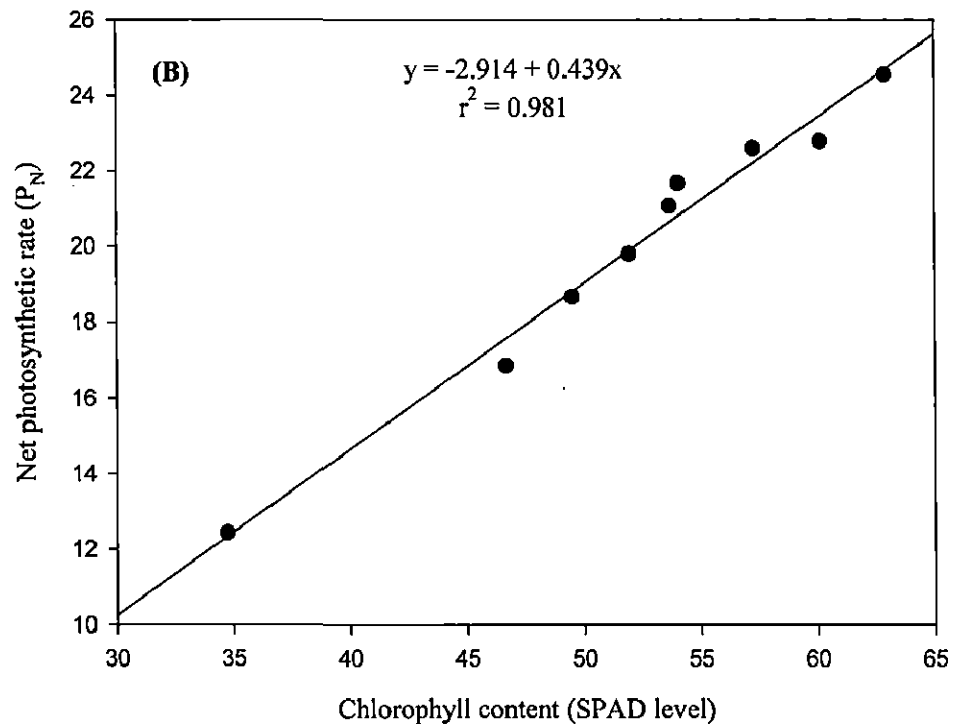 26
24
22
20
18
16
14
12
10
Net photosynthetic rate (P_N)
(B)
y = -2.914 + 0.439x
r² = 0.981
30 35 40 45 50 55 60 65
Chlorophyll content (SPAD level)